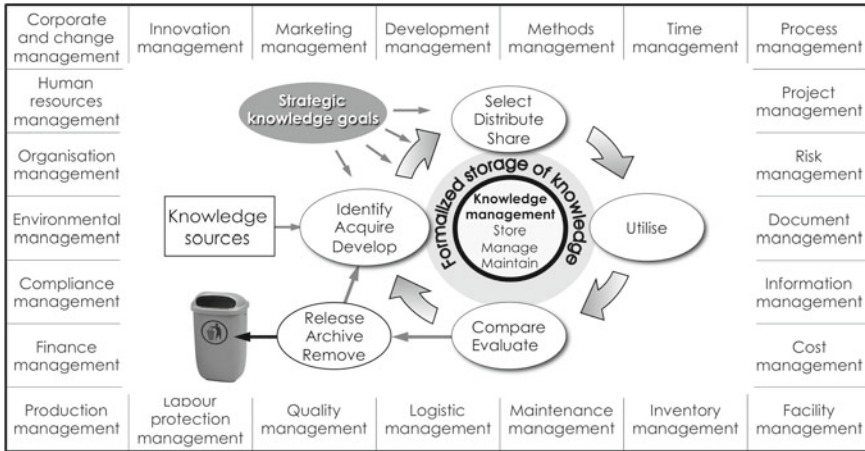 Corporate
and change
management
Innovation
management
Marketing
management
Development
management
Methods
management
Time
management
Process
management
Human
resources
management
Strategic
knowledge goals
Select
Distribute
Share
Project
management
Organisation
management
Risk
management
Formalized storage of knowledge
Knowledge
management
Store
Manage
Maintain
Environmental
management
Knowledge
sources
Identify
Acquire
Develop
Utilise
Document
management
Compliance
management
Information
management
Release
Archive
Remove
Compare
Evaluate
Finance
management
Cost
management
Production
management
Labour
protection
management
Quality
management
Logistic
management
Maintenance
management
Inventory
management
Facility
management